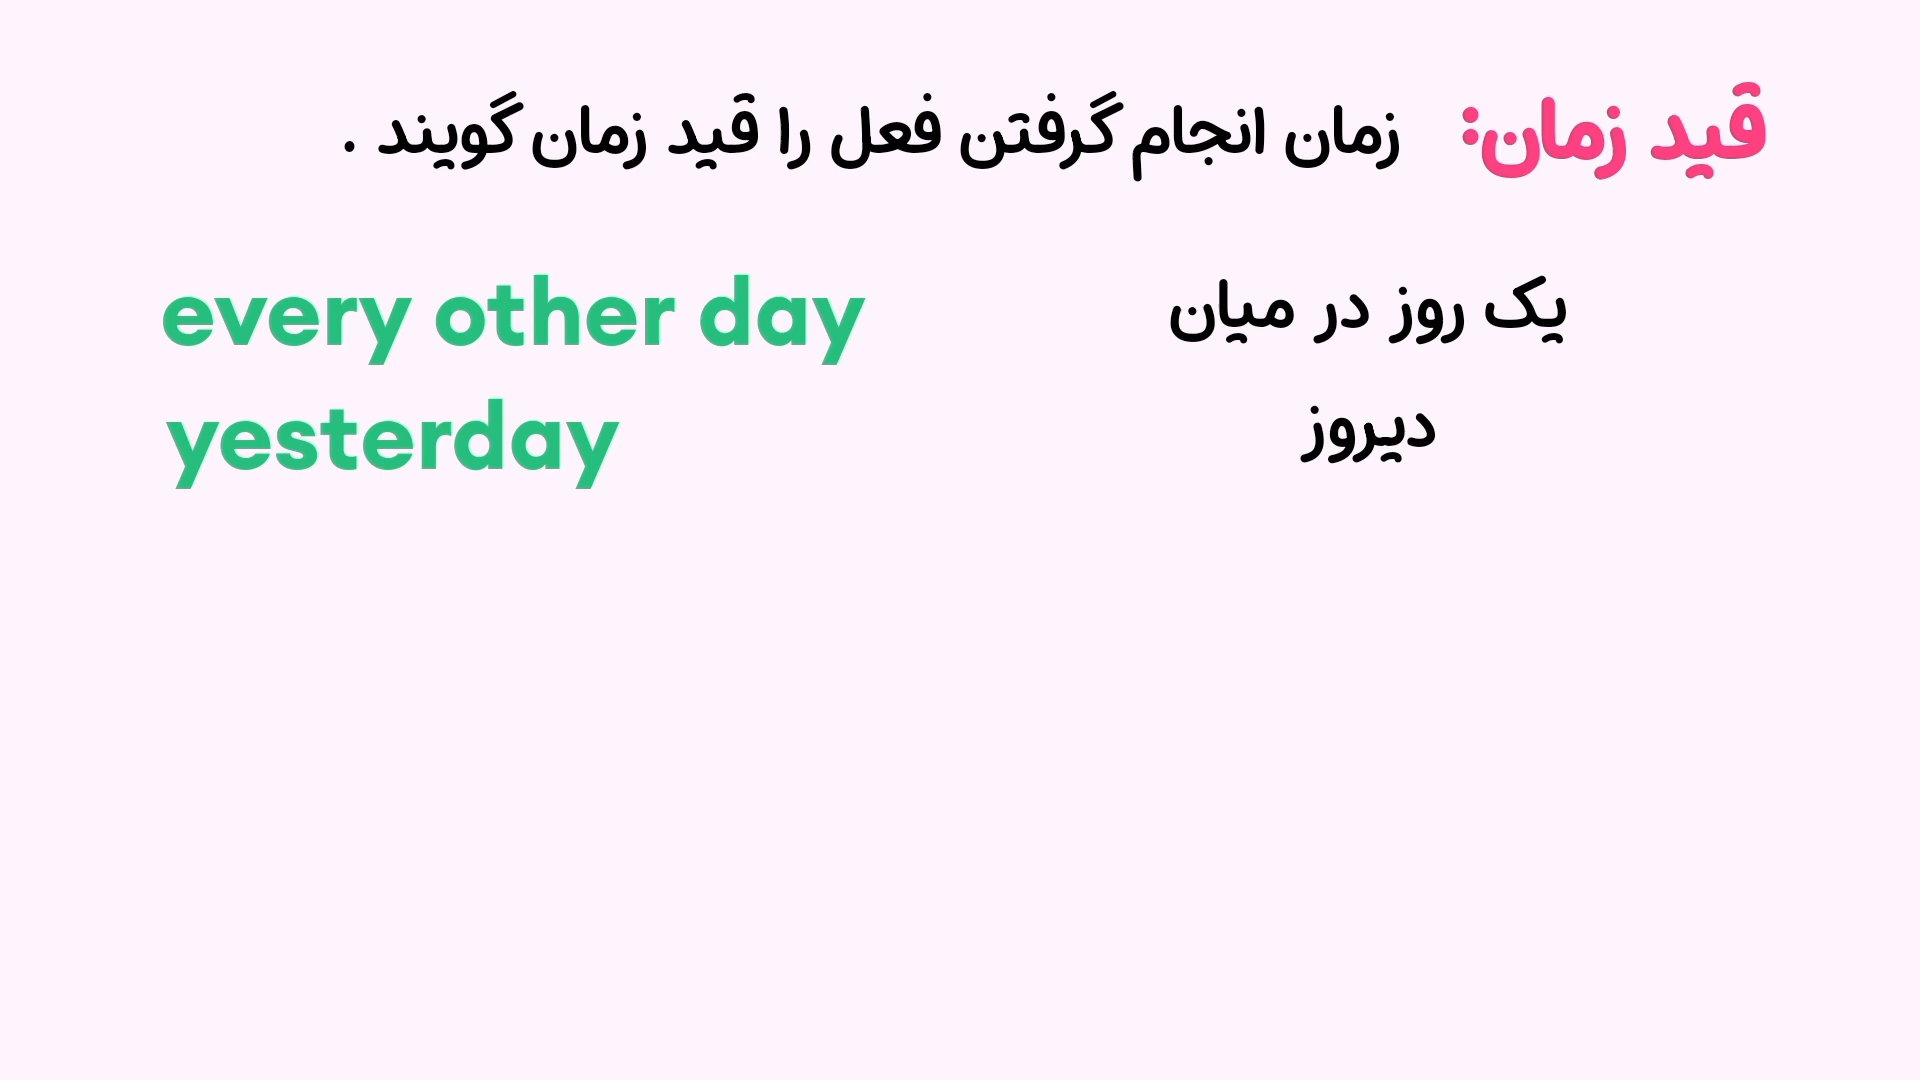 قید زمان: زمان انجام گرفتن فعل را قید زمان گویند .
every other day یک روز در میان
yesterday دیروز